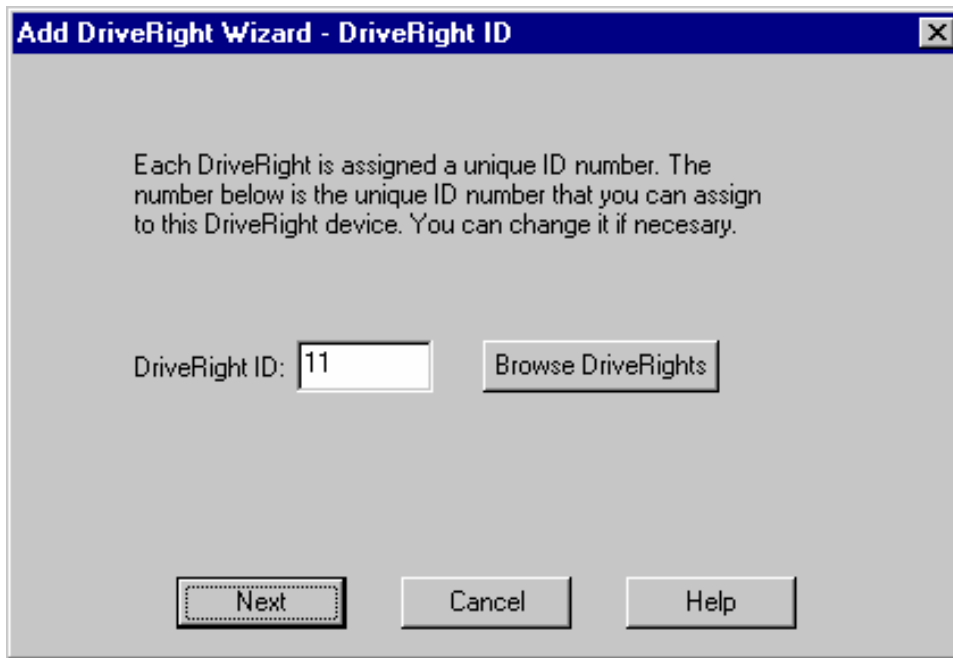 Add DriveRight Wizard - DriveRight ID
Each DriveRight is assigned a unique ID number. The
number below is the unique ID number that you can assign
to this DriveRight device. You can change it if necesary.
DriveRight ID: 11 Browse DriveRights
Next Cancel Help